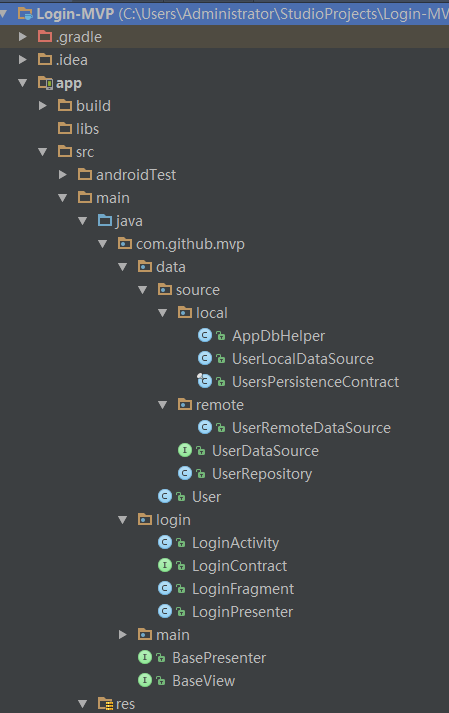 Login-MVP (C:\Users\Administrator\StudioProjects\Login-MV
.gradle
.idea
app
build
libs
src
androidTest
main
java
com.github.mvp
data
source
local
AppDbHelper
UserLocalDataSource
UsersPersistenceContract
remote
UserRemoteDataSource
UserDataSource
UserRepository
User
login
LoginActivity
LoginContract
LoginFragment
LoginPresenter
main
BasePresenter
BaseView
res